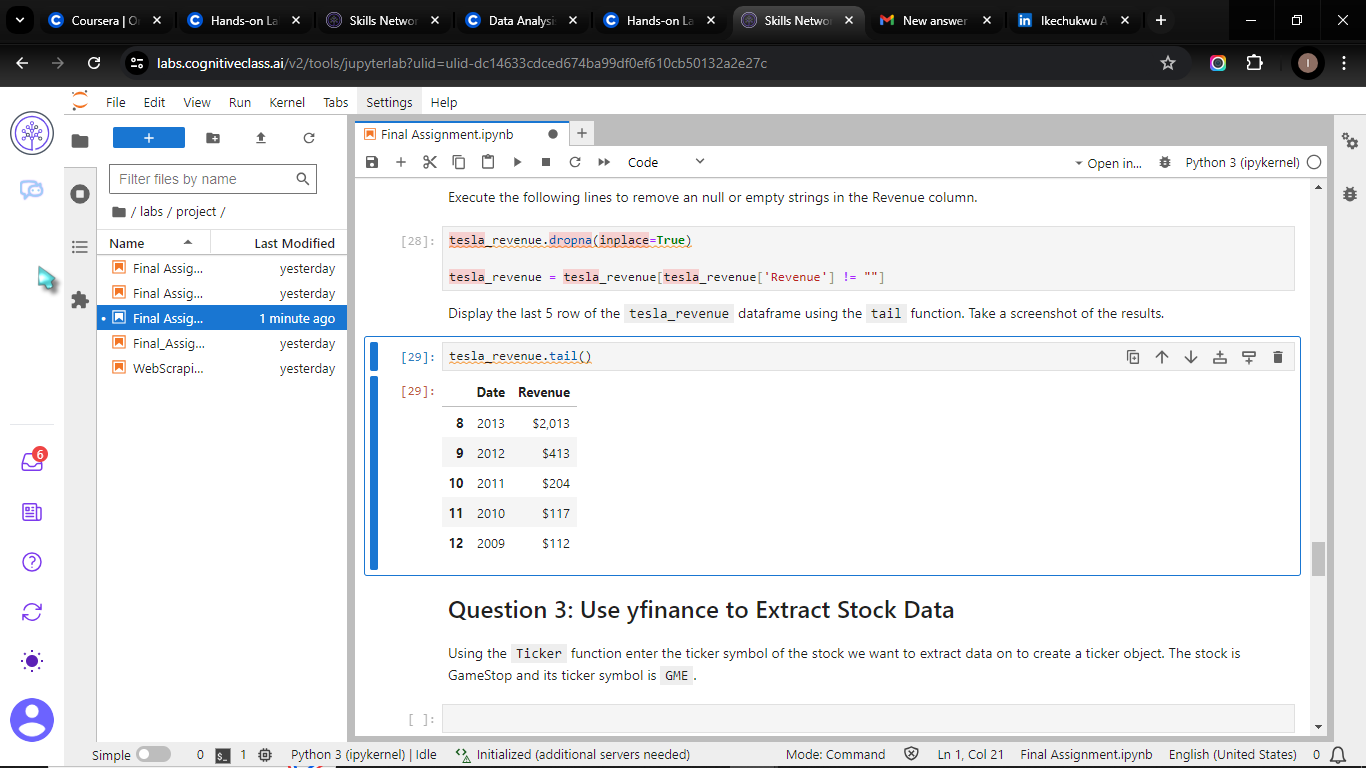 Coursera | O
Hands-on La
Skills Networ
Data Analysi
Hands-on La
Skills Networ
New answer
Ikechukwu A
labs.cognitiveclass.ai/v2/tools/jupyterlab?ulid=ulid-dc14633cdced674ba99df0ef610cb50132a2e27c
I
File Edit View Run Kernel Tabs Settings Help
Final Assignment.ipynb
Code
Open in...
Python 3 (ipykernel)
Filter files by name
/ labs / project /
Name Last Modified
Final Assig... yesterday
Final Assig... yesterday
Final Assig... 1 minute ago
Final_Assig... yesterday
WebScrapi... yesterday
6
Execute the following lines to remove an null or empty strings in the Revenue column.
[28]: tesla_revenue.dropna(inplace=True)
tesla_revenue = tesla_revenue[tesla_revenue['Revenue'] != ""]
Display the last 5 row of the tesla_revenue dataframe using the tail function. Take a screenshot of the results.
[29]: tesla_revenue.tail()
[29]: Date Revenue
8 2013 $2,013
9 2012 $413
10 2011 $204
11 2010 $117
12 2009 $112
Question 3: Use yfinance to Extract Stock Data
Using the Ticker function enter the ticker symbol of the stock we want to extract data on to create a ticker object. The stock is
GameStop and its ticker symbol is GME .
[ ]:
Simple 0 $_ 1 Python 3 (ipykernel) | Idle Initialized (additional servers needed) Mode: Command Ln 1, Col 21 Final Assignment.ipynb English (United States) 0